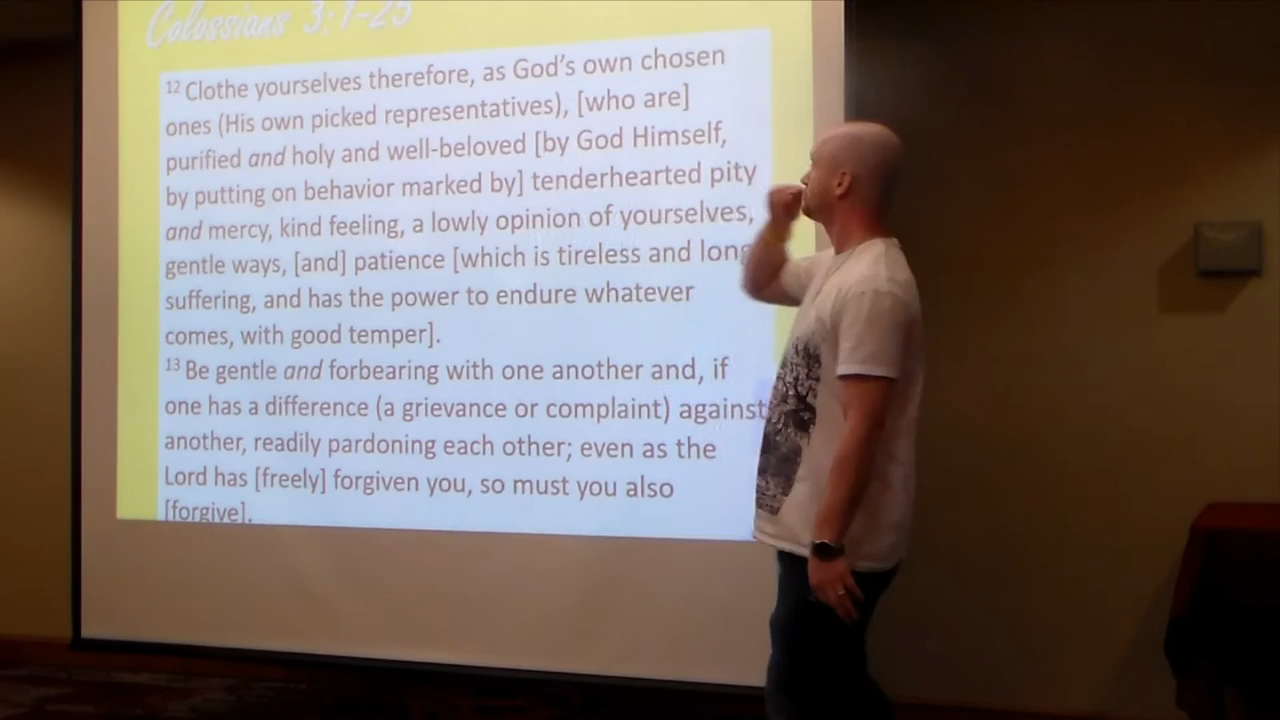 Colossians 3:1-25
12 Clothe yourselves therefore, as God's own chosen
ones (His own picked representatives), [who are]
purified and holy and well-beloved [by God Himself,
by putting on behavior marked by] tenderhearted pity
and mercy, kind feeling, a lowly opinion of yourselves,
gentle ways, [and] patience [which is tireless and long
suffering, and has the power to endure whatever
comes, with good temper].
13 Be gentle and forbearing with one another and, if
one has a difference (a grievance or complaint) against
another, readily pardoning each other; even as the
Lord has [freely] forgiven you, so must you also
[forgive].